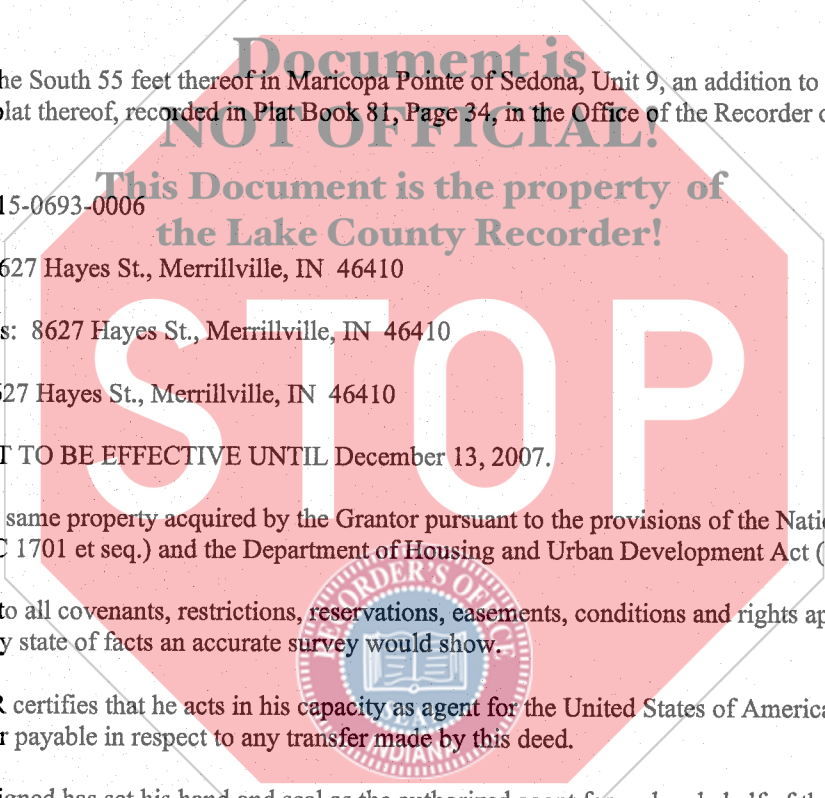 Document is
he South 55 feet thereof in Maricopa Pointe of Sedona, Unit 9, an addition to
plat thereof, recorded in Plat Book 81, Page 34, in the Office of the Recorder
NOT OFFICIAL!
This Document is the property of
15-0693-0006
the Lake County Recorder!
627 Hayes St., Merrillville, IN 46410
s: 8627 Hayes St., Merrillville, IN 46410
STOP
627 Hayes St., Merrillville, IN 46410
T TO BE EFFECTIVE UNTIL December 13, 2007.
same property acquired by the Grantor pursuant to the provisions of the Nati
C 1701 et seq.) and the Department of Housing and Urban Development Act (
RECORDER'S OFFICE
to all covenants, restrictions, reservations, easements, conditions and rights ap
y state of facts an accurate survey would show.
SEAL
R certifies that he acts in his capacity as agent for the United States of America
r payable in respect to any transfer made by this deed.
INDIANA